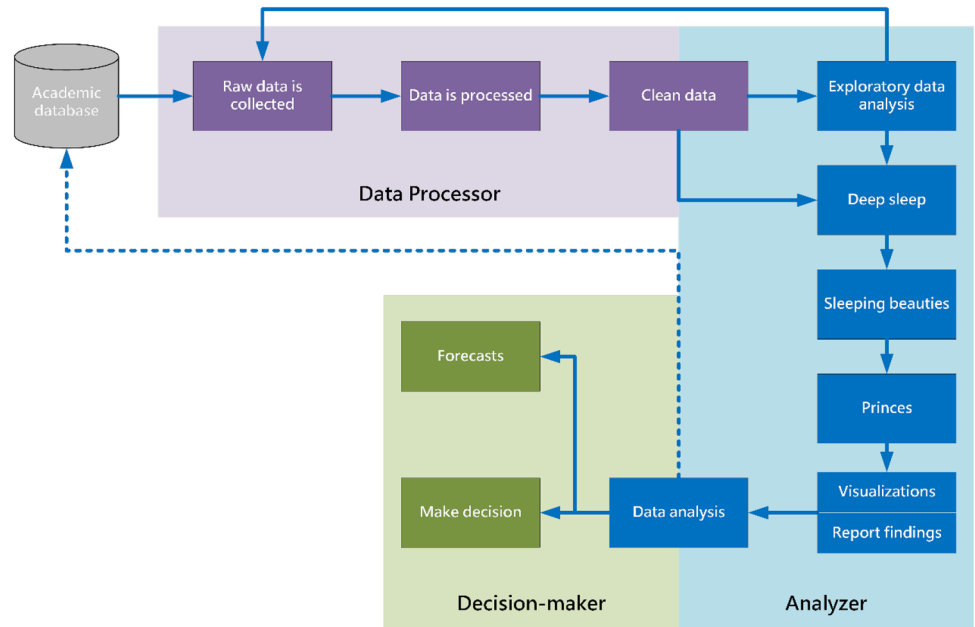 Academic
database
Raw data is
collected
Data is processed
Clean data
Exploratory data
analysis
Data Processor
Deep sleep
Sleeping beauties
Forecasts
Princes
Visualizations
Report findings
Make decision
Data analysis
Decision-maker
Analyzer